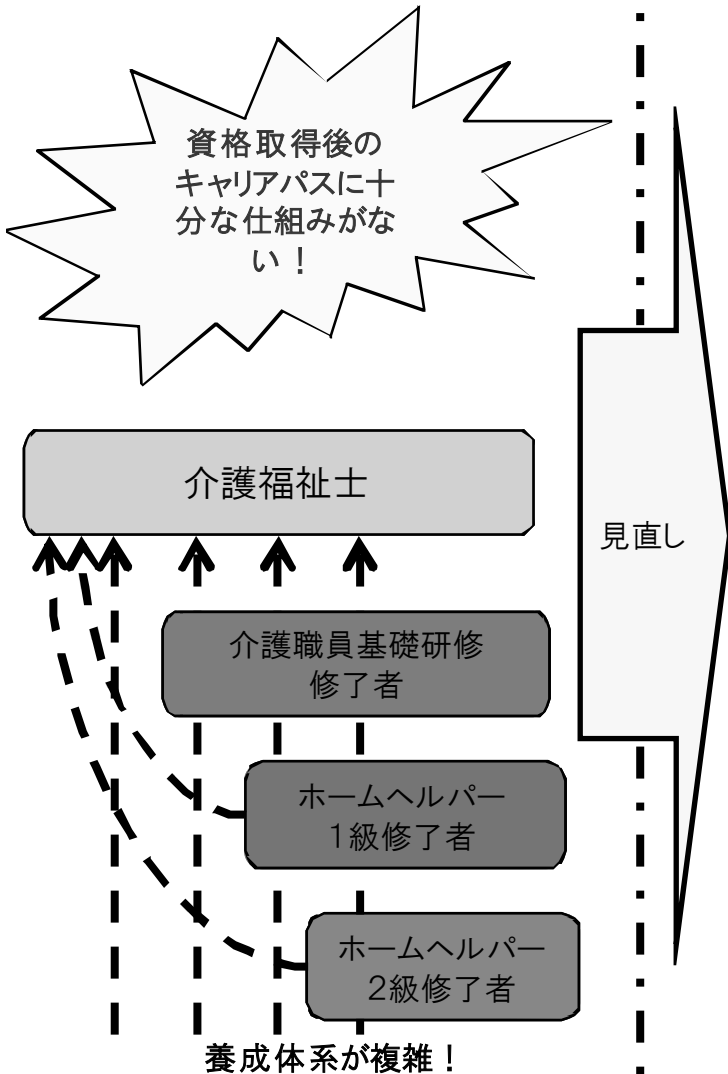 資格取得後の
キャリアパスに十
分な仕組みがな
い！
介護福祉士
見直し
介護職員基礎研修
修了者
ホームヘルパー
1級修了者
ホームヘルパー
2級修了者
養成体系が複雑！